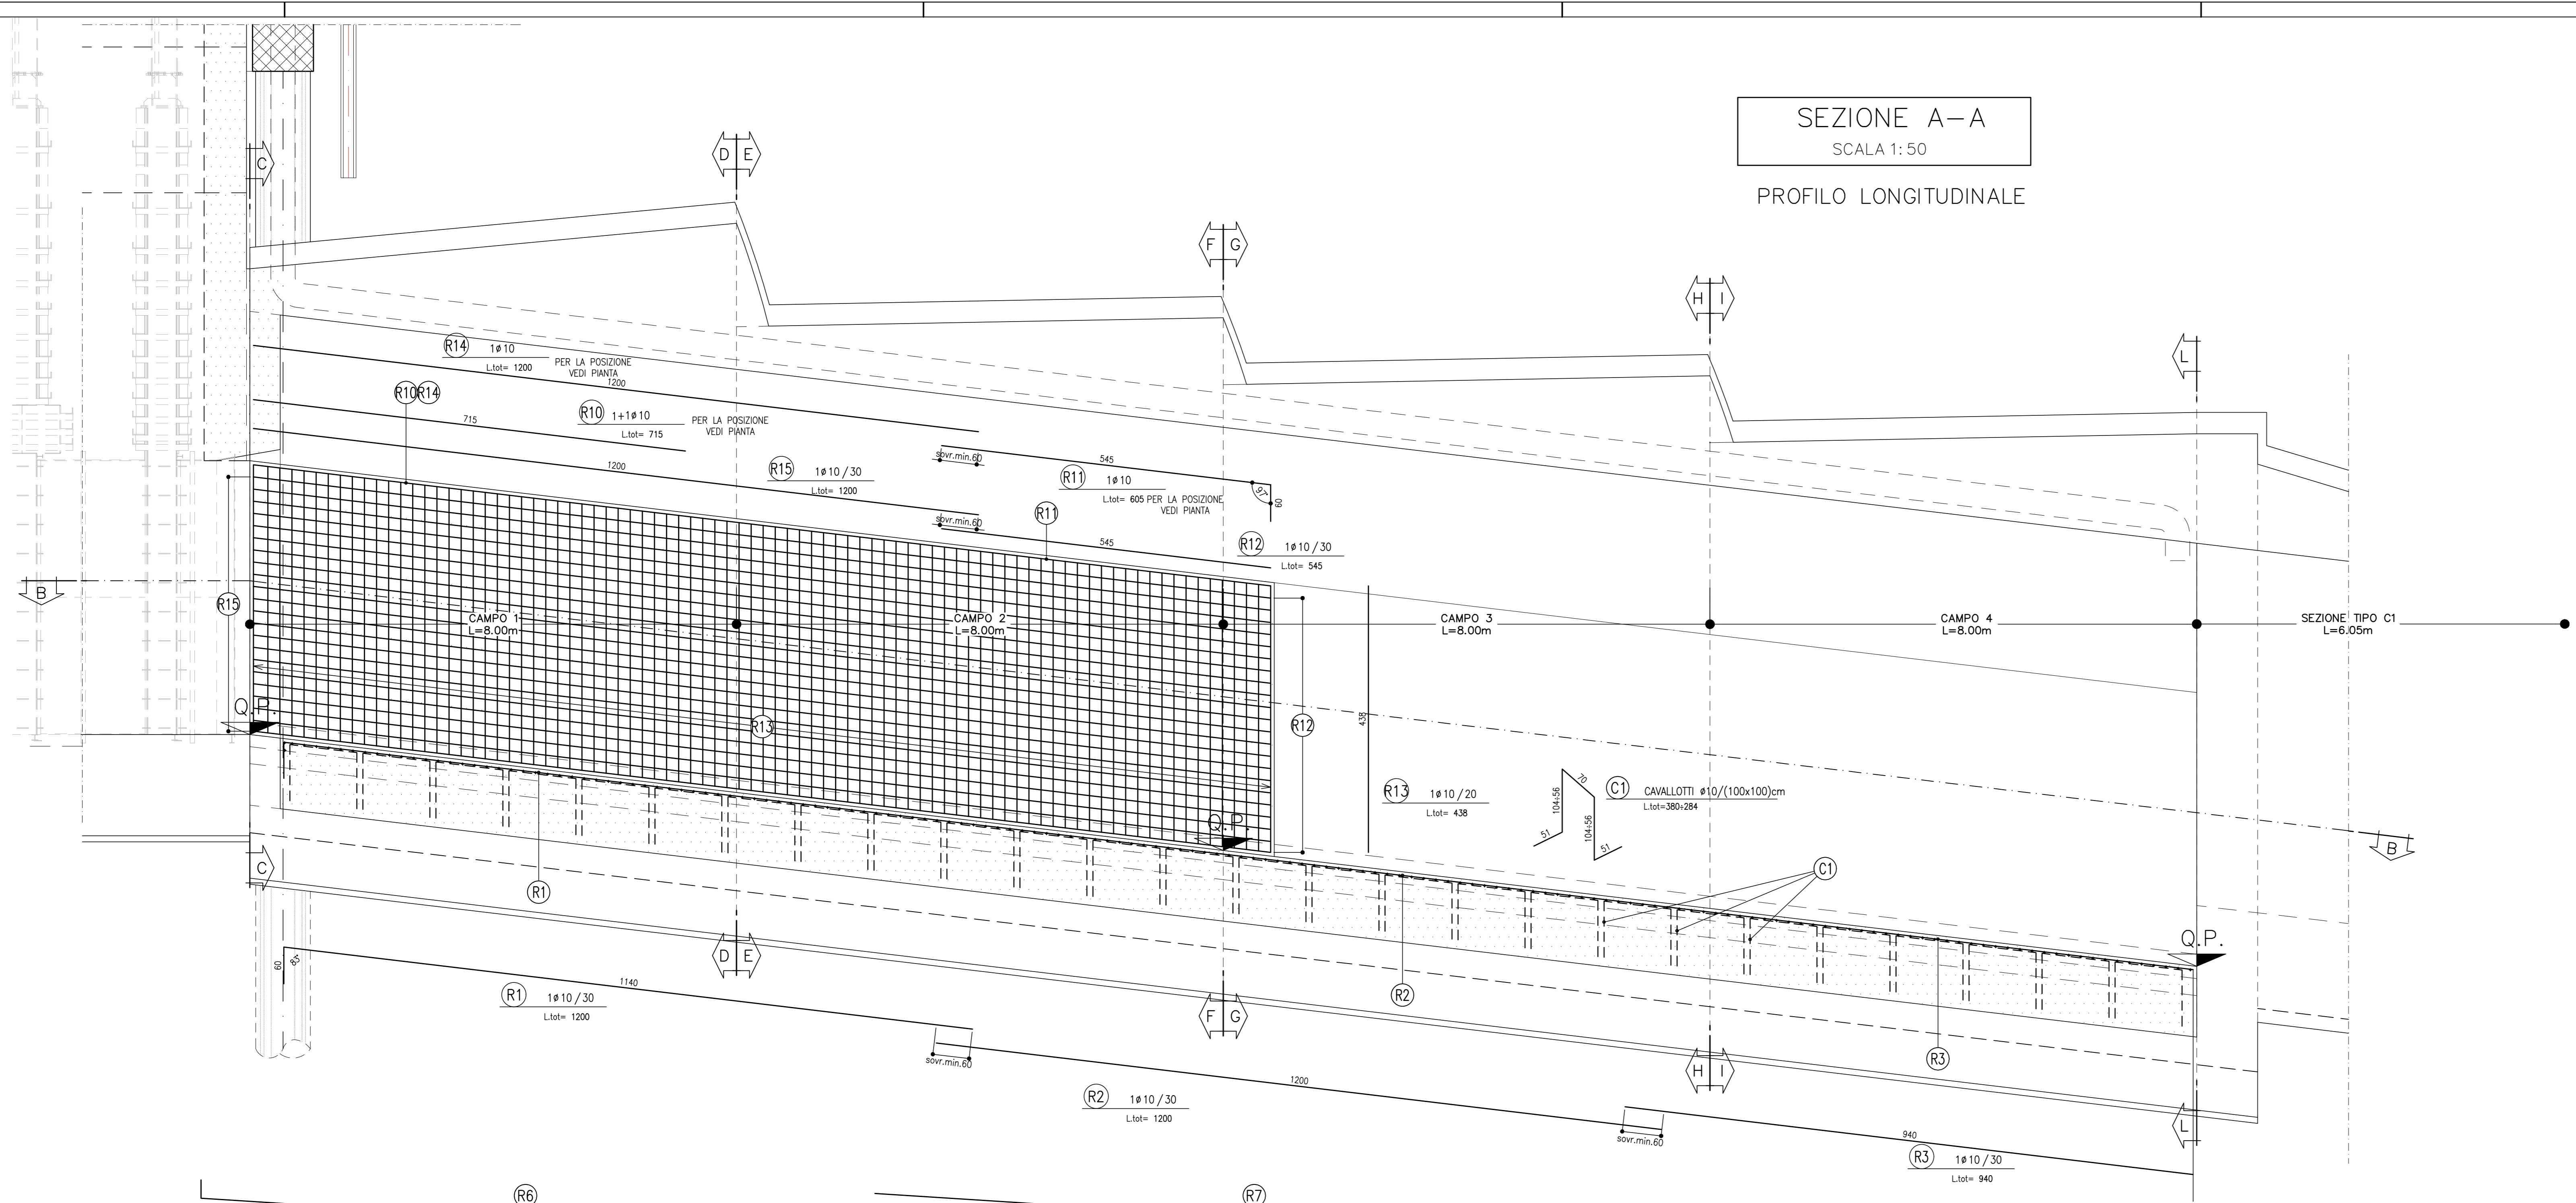 SEZIONE A-A
SCALA 1:50
PROFILO LONGITUDINALE
C
D E
F G
H I
L
R14 1ø10
L.tot= 1200
PER LA POSIZIONE
VEDI PIANTA
1200
R10 R14
715
R10 1+1ø10
L.tot= 715
PER LA POSIZIONE
VEDI PIANTA
1200
R15 1ø10/30
L.tot= 1200
sovr.min.60
545
R11 1ø10
L.tot= 605 PER LA POSIZIONE
VEDI PIANTA
97°
60
R11
sovr.min.60
545
R12 1ø10/30
L.tot= 545
B
R15
CAMPO 1
L=8.00m
CAMPO 2
L=8.00m
CAMPO 3
L=8.00m
CAMPO 4
L=8.00m
SEZIONE TIPO C1
L=6.05m
Q.P.
R13
R12
438
R13 1ø10/20
L.tot= 438
Q.P.
70
104÷56
104÷56
51
51
C1 CAVALLOTTI ø10/(100x100)cm
L.tot=380÷284
B
C
R1
C1
R2
R3
Q.P.
D E
F G
H I
L
60
83°
1140
R1 1ø10/30
L.tot= 1200
sovr.min.60
1200
R2 1ø10/30
L.tot= 1200
sovr.min.60
940
R3 1ø10/30
L.tot= 940
R6
R7